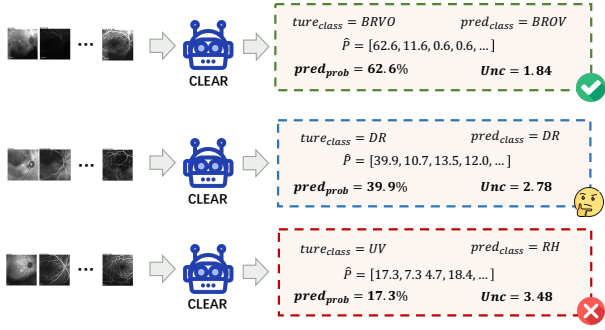 ture_class = BRVO pred_class = BROV
P̂ = [62.6, 11.6, 0.6, 0.6, ...]
pred_prob = 62.6% Unc = 1.84
CLEAR
ture_class = DR pred_class = DR
P̂ = [39.9, 10.7, 13.5, 12.0, ...]
pred_prob = 39.9% Unc = 2.78
CLEAR
ture_class = UV pred_class = RH
P̂ = [17.3, 7.3 4.7, 18.4, ...]
pred_prob = 17.3% Unc = 3.48
CLEAR